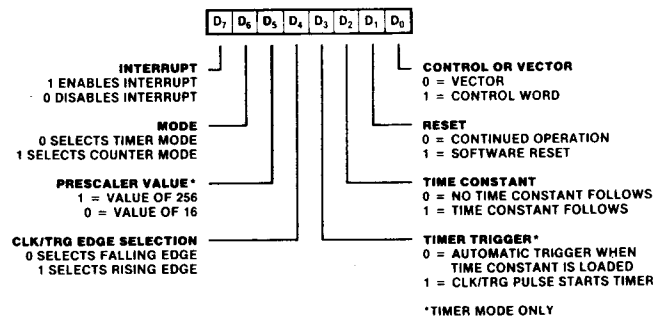 D7 D6 D5 D4 D3 D2 D1 D0
INTERRUPT
1 ENABLES INTERRUPT
0 DISABLES INTERRUPT
MODE
0 SELECTS TIMER MODE
1 SELECTS COUNTER MODE
PRESCALER VALUE*
1 = VALUE OF 256
0 = VALUE OF 16
CLK/TRG EDGE SELECTION
0 SELECTS FALLING EDGE
1 SELECTS RISING EDGE
CONTROL OR VECTOR
0 = VECTOR
1 = CONTROL WORD
RESET
0 = CONTINUED OPERATION
1 = SOFTWARE RESET
TIME CONSTANT
0 = NO TIME CONSTANT FOLLOWS
1 = TIME CONSTANT FOLLOWS
TIMER TRIGGER*
0 = AUTOMATIC TRIGGER WHEN
TIME CONSTANT IS LOADED
1 = CLK/TRG PULSE STARTS TIMER
*TIMER MODE ONLY